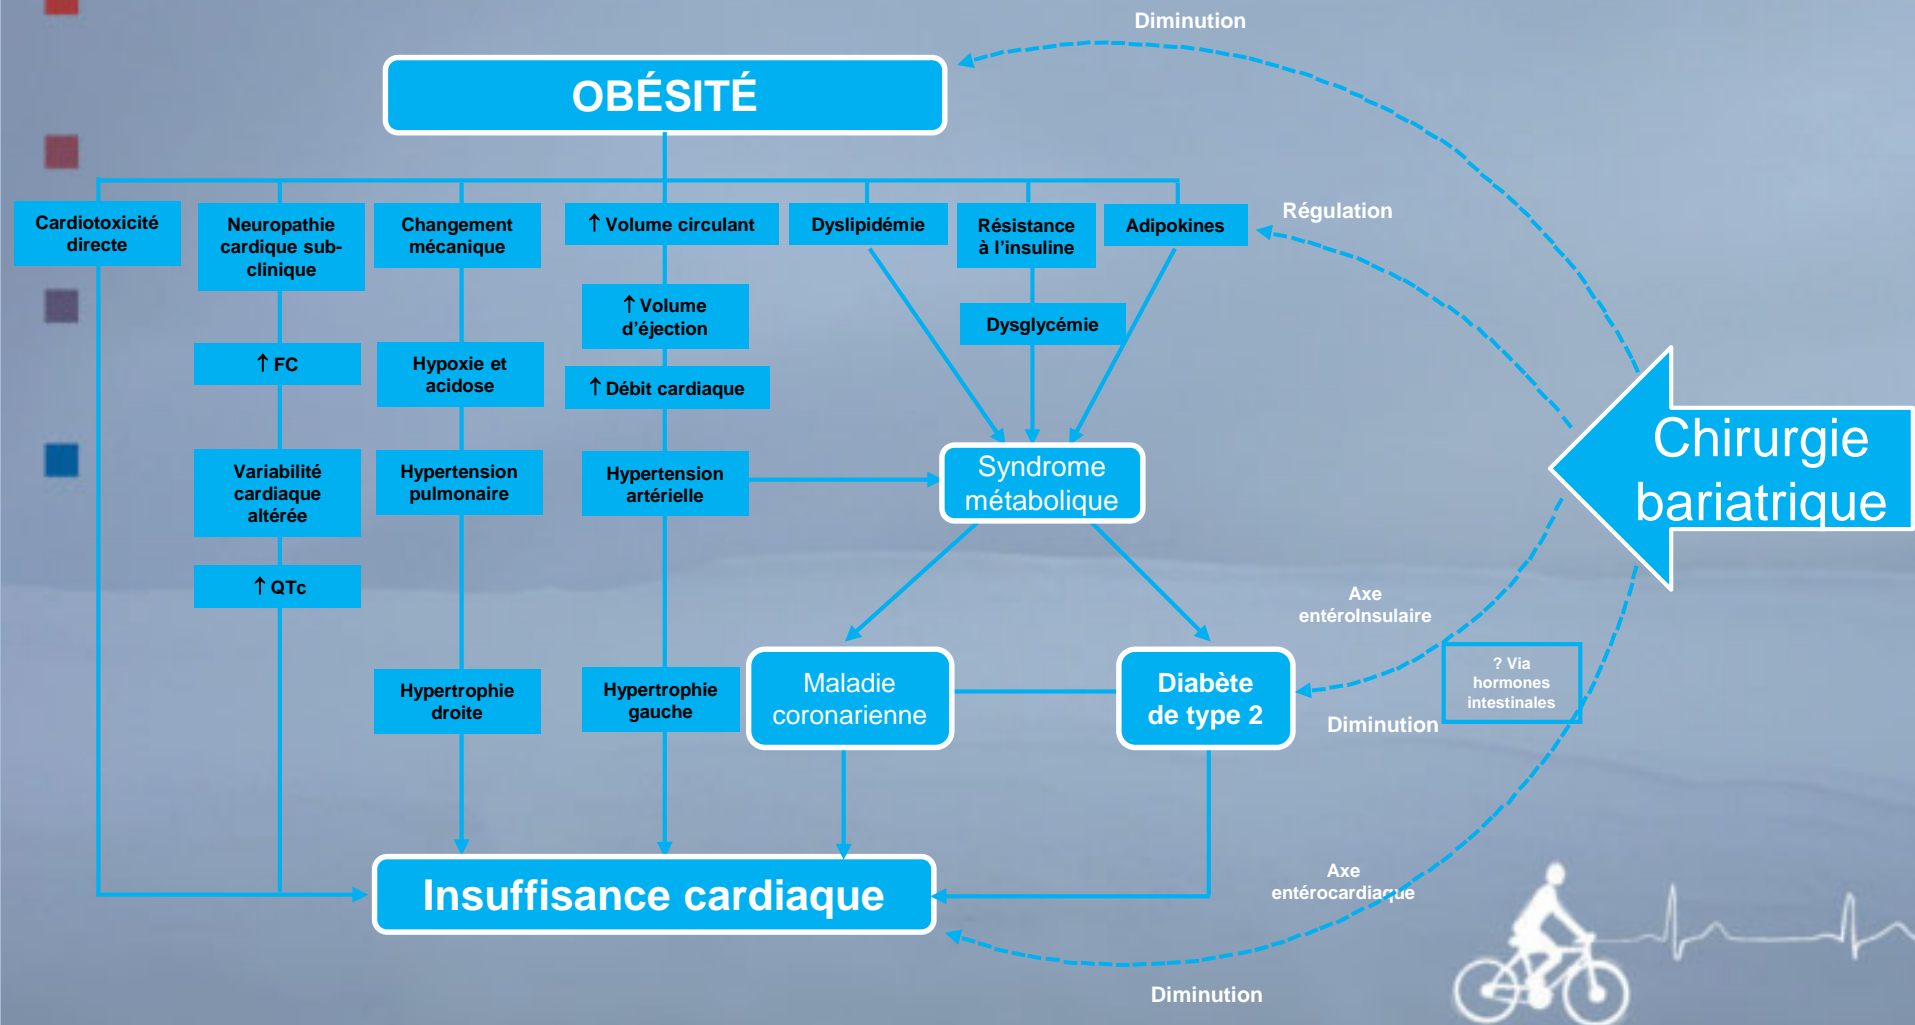 Diminution
OBÉSITÉ
Cardiotoxicité
directe
Neuropathie
cardique sub-
clinique
Changement
mécanique
↑ Volume circulant
Dyslipidémie
Résistance
à l'insuline
Adipokines
Régulation
↑ Volume
d'éjection
Dysglycémie
↑ FC
Hypoxie et
acidose
↑ Débit cardiaque
Chirurgie
bariatrique
Variabilité
cardiaque
altérée
Hypertension
pulmonaire
Hypertension
artérielle
Syndrome
métabolique
↑ QTc
Axe
entéroInsulaire
? Via
hormones
intestinales
Hypertrophie
droite
Hypertrophie
gauche
Maladie
coronarienne
Diabète
de type 2
Diminution
Insuffisance cardiaque
Axe
entérocardiaque
Diminution